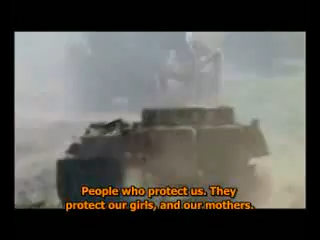 People who protect us. They
protect our girls, and our mothers.